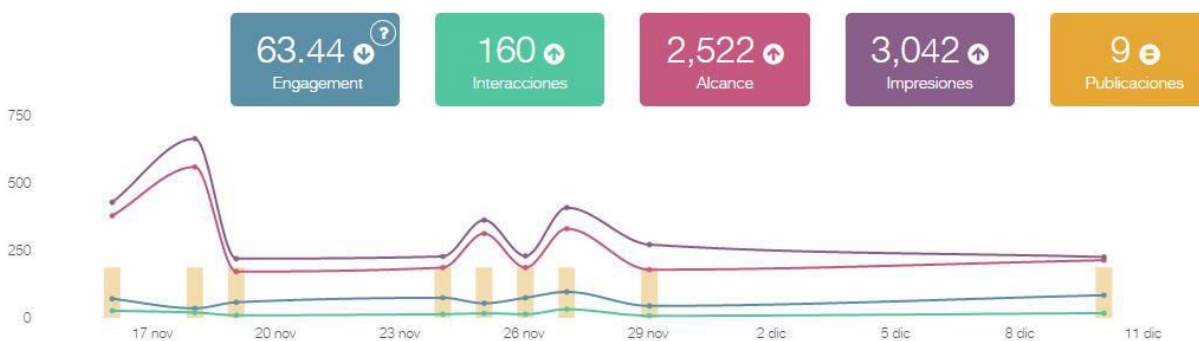 63.44
?
Engagement
160
Interacciones
2,522
Alcance
3,042
Impresiones
9
Publicaciones
750
500
250
0
17 nov
20 nov
23 nov
26 nov
29 nov
2 dic
5 dic
8 dic
11 dic